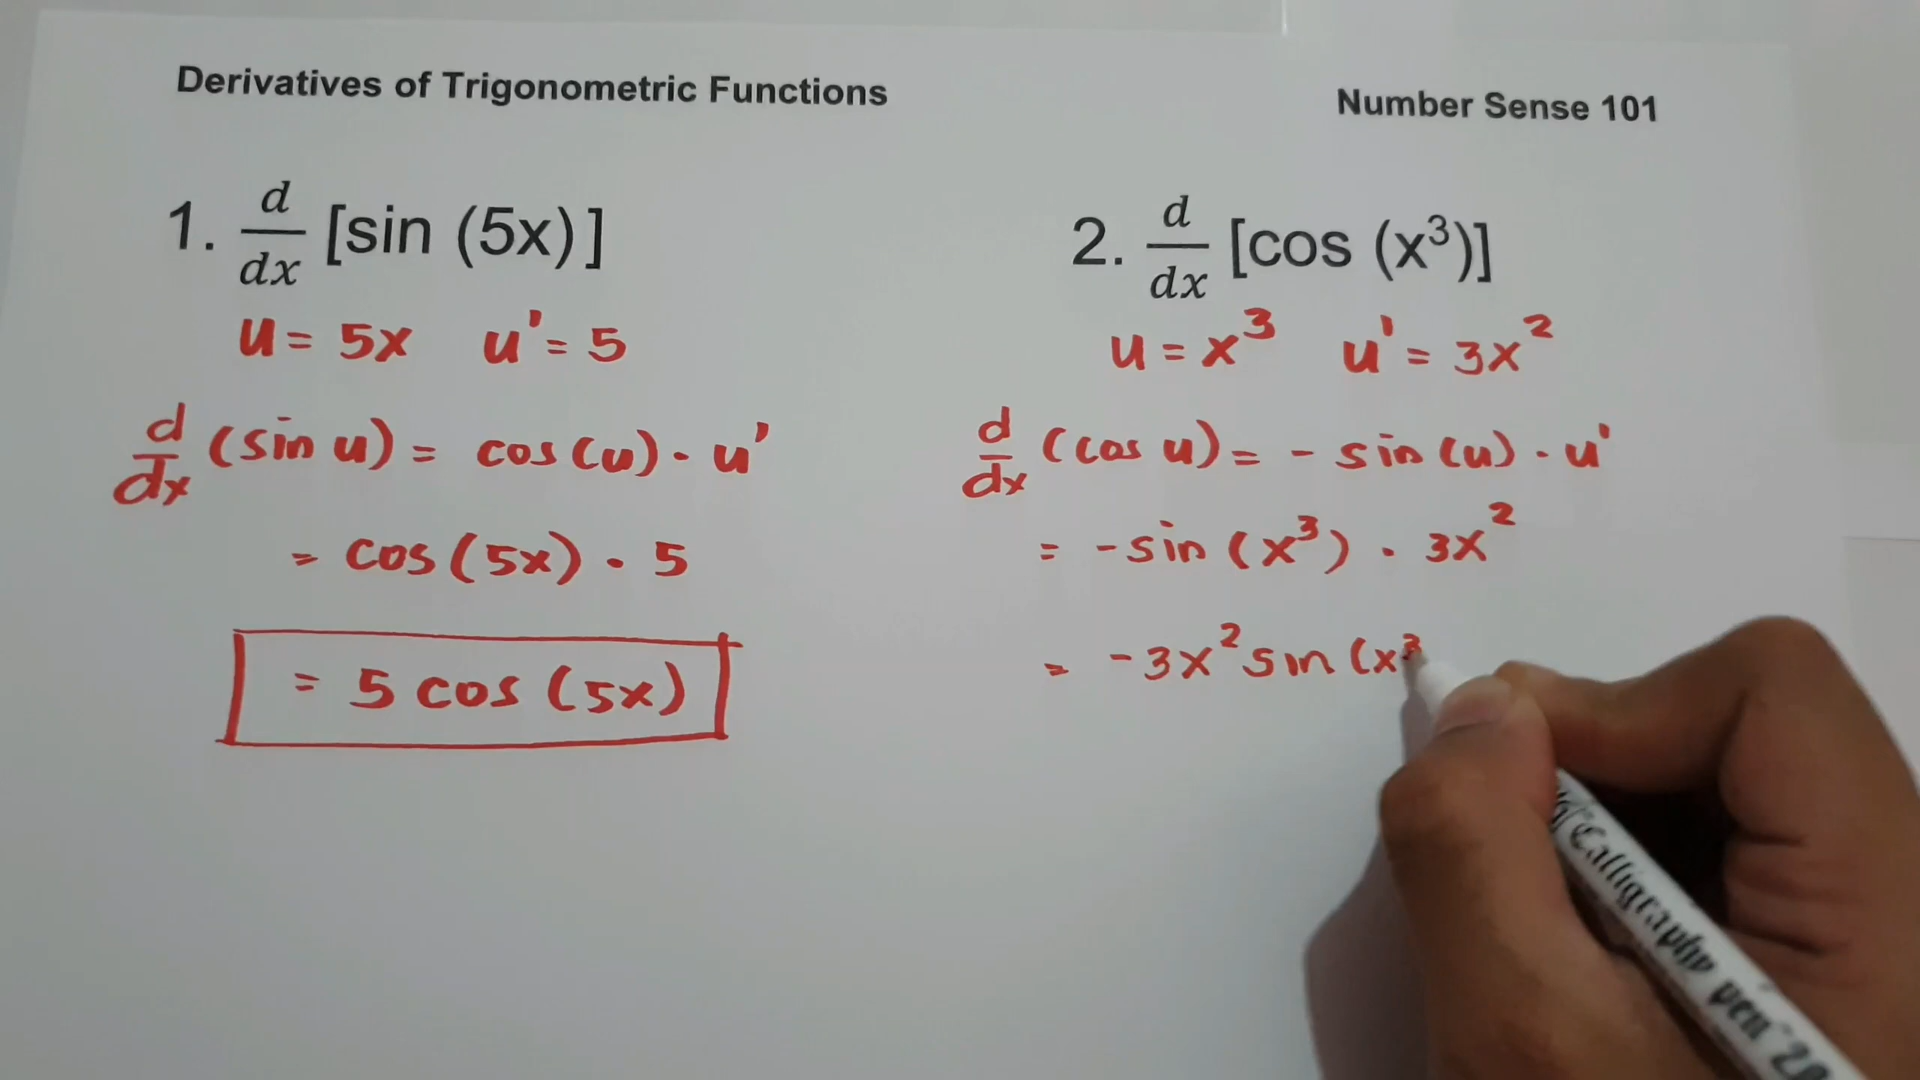 Derivatives of Trigonometric Functions
Number Sense 101
1. d/dx [sin (5x)]
u = 5x u' = 5
d/dx (sin u) = cos(u) · u'
= cos(5x) · 5
= 5 cos (5x)
2. d/dx [cos (x³)]
u = x³ u' = 3x²
d/dx (cos u) = - sin(u) · u'
= -sin (x³) · 3x²
= -3x² sin (x³
Calligraphy pen 2.0